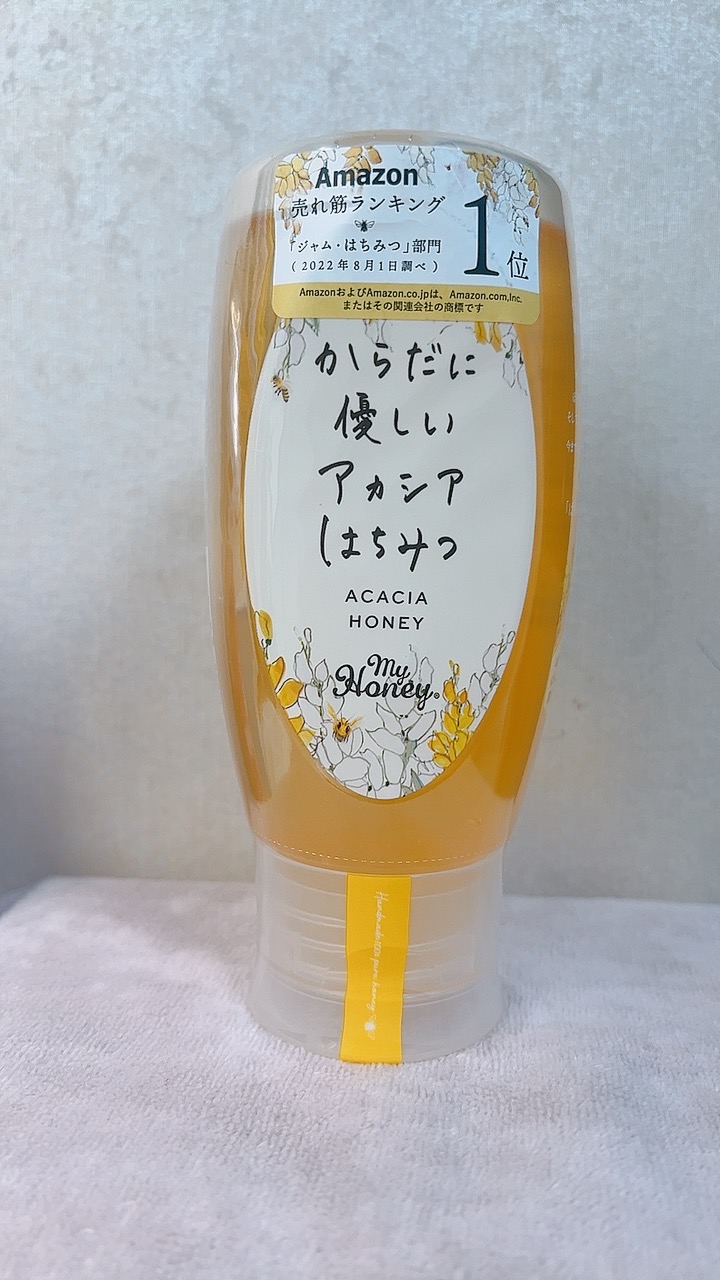 Amazon
売れ筋ランキング
1位
「ジャム・はちみつ」部門
(2022年8月1日調べ)
AmazonおよびAmazon.co.jpは、Amazon.com,Inc.
またはその関連会社の商標です
からだに
優しい
アカシア
はちみつ
ACACIA
HONEY
My
Honey®
Handmade 100% pure honey